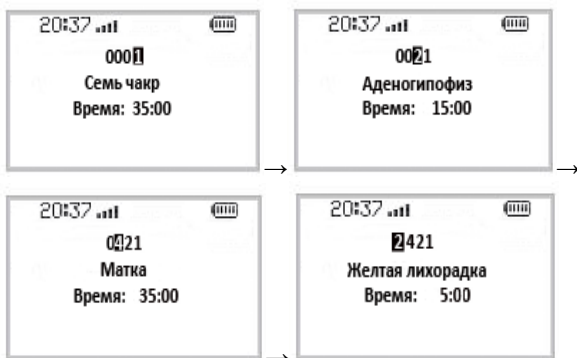 20:37
0001
Семь чакр
Время: 35:00
→
20:37
0021
Аденогипофиз
Время: 15:00
→
20:37
0421
Матка
Время: 35:00
→
20:37
2421
Желтая лихорадка
Время: 5:00